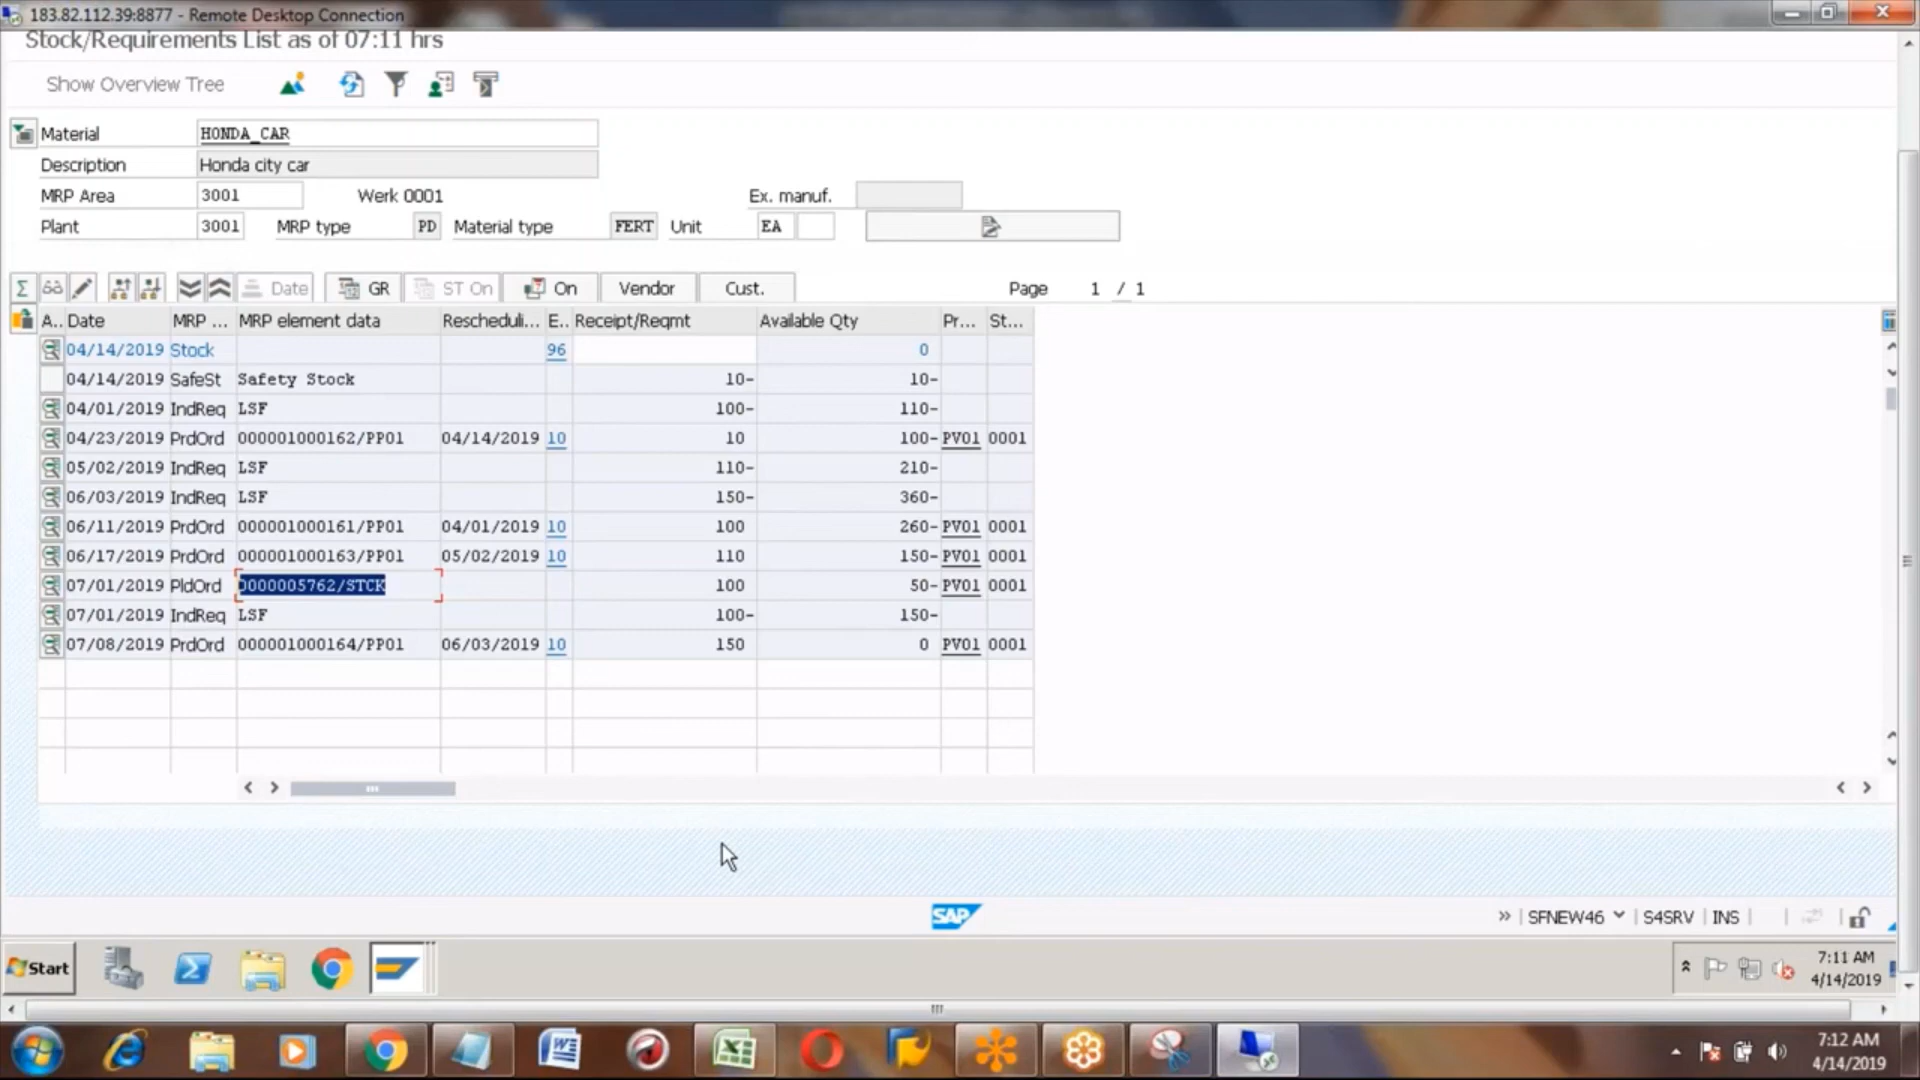 183.82.112.39:8877 - Remote Desktop Connection
Stock/Requirements List as of 07:11 hrs
Show Overview Tree
Material HONDA_CAR
Description Honda city car
MRP Area 3001 Werk 0001 Ex. manuf.
Plant 3001 MRP type PD Material type FERT Unit EA
Date GR ST On On Vendor Cust. Page 1 / 1
A.. Date MRP ... MRP element data Rescheduli... E.. Receipt/Reqmt Available Qty Pr... St...
04/14/2019 Stock 96 0
04/14/2019 SafeSt Safety Stock 10- 10-
04/01/2019 IndReq LSF 100- 110-
04/23/2019 PrdOrd 000001000162/PP01 04/14/2019 10 10 100- PV01 0001
05/02/2019 IndReq LSF 110- 210-
06/03/2019 IndReq LSF 150- 360-
06/11/2019 PrdOrd 000001000161/PP01 04/01/2019 10 100 260- PV01 0001
06/17/2019 PrdOrd 000001000163/PP01 05/02/2019 10 110 150- PV01 0001
07/01/2019 PldOrd 0000005762/STCK 100 50- PV01 0001
07/01/2019 IndReq LSF 100- 150-
07/08/2019 PrdOrd 000001000164/PP01 06/03/2019 10 150 0 PV01 0001
SAP
SFNEW46 S4SRV INS
Start
7:11 AM
4/14/2019
7:12 AM
4/14/2019